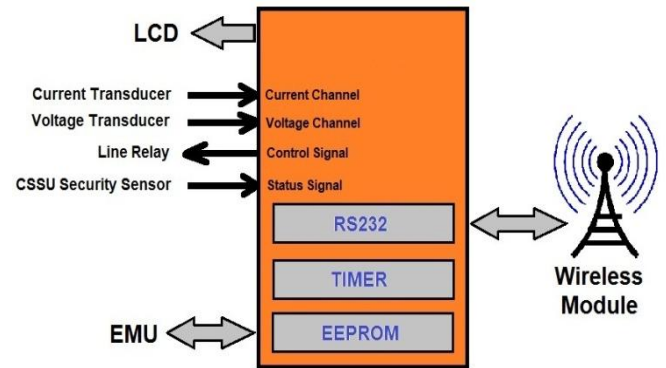 LCD
Current Transducer
Current Channel
Voltage Transducer
Voltage Channel
Line Relay
Control Signal
CSSU Security Sensor
Status Signal
RS232
TIMER
EEPROM
EMU
Wireless
Module